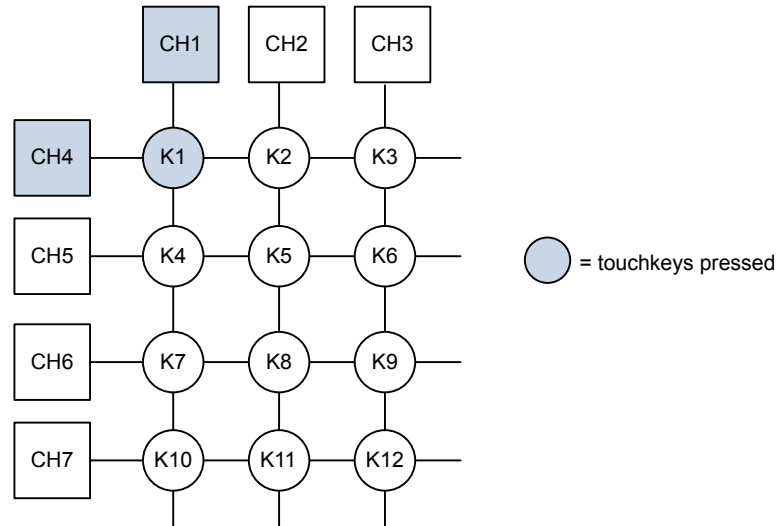 CH1 CH2 CH3
CH4 K1 K2 K3
CH5 K4 K5 K6
= touchkeys pressed
CH6 K7 K8 K9
CH7 K10 K11 K12